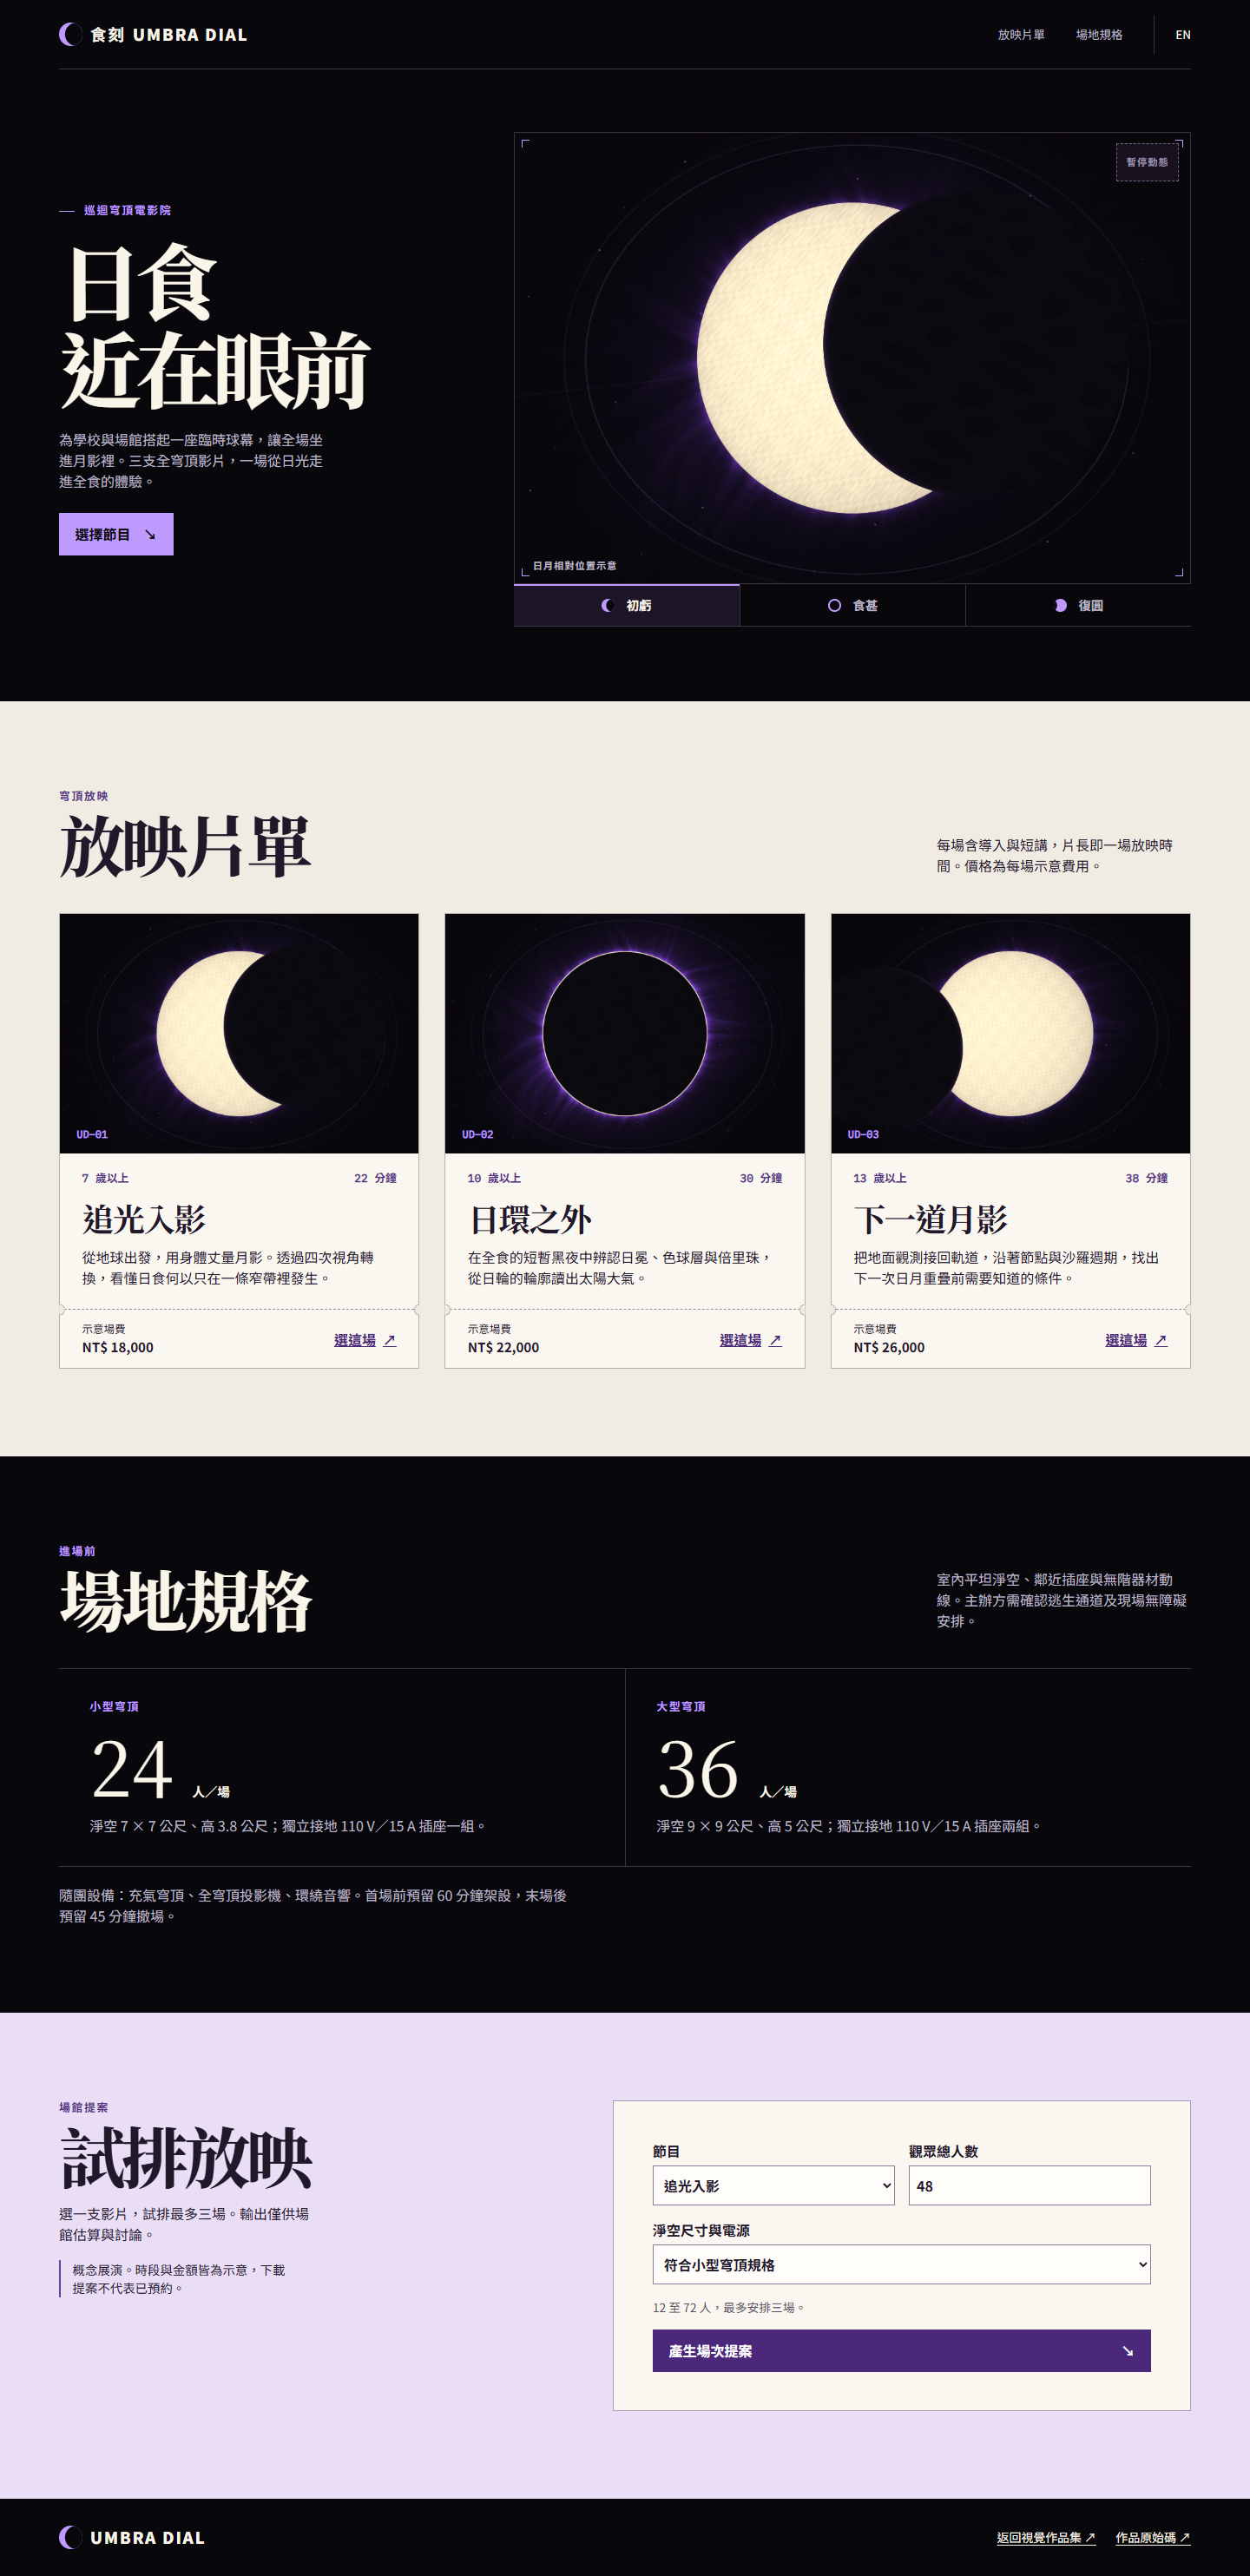 食刻 UMBRA DIAL
放映片單
場地規格
EN
巡迴穹頂電影院
日食
近在眼前
為學校與場館搭起一座臨時球幕，讓全場坐
進月影裡。三支全穹頂影片，一場從日光走
進全食的體驗。
選擇節目 ↘
暫停動態
日月相對位置示意
初虧
食甚
復圓
穹頂放映
放映片單
每場含導入與短講，片長即一場放映時
間。價格為每場示意費用。
UD-01
7 歲以上
22 分鐘
追光入影
從地球出發，用身體丈量月影。透過四次視角轉
換，看懂日食何以只在一條窄帶裡發生。
示意場費
NT$ 18,000
選這場 ↗
UD-02
10 歲以上
30 分鐘
日環之外
在全食的短暫黑夜中辨認日冕、色球層與倍里珠，
從日輪的輪廓讀出太陽大氣。
示意場費
NT$ 22,000
選這場 ↗
UD-03
13 歲以上
38 分鐘
下一道月影
把地面觀測接回軌道，沿著節點與沙羅週期，找出
下一次日月重疊前需要知道的條件。
示意場費
NT$ 26,000
選這場 ↗
進場前
場地規格
室內平坦淨空、鄰近插座與無階器材動
線。主辦方需確認逃生通道及現場無障礙
安排。
小型穹頂
24 人／場
淨空 7 × 7 公尺、高 3.8 公尺；獨立接地 110 V／15 A 插座一組。
大型穹頂
36 人／場
淨空 9 × 9 公尺、高 5 公尺；獨立接地 110 V／15 A 插座兩組。
隨團設備：充氣穹頂、全穹頂投影機、環繞音響。首場前預留 60 分鐘架設，末場後
預留 45 分鐘撤場。
場館提案
試排放映
選一支影片，試排最多三場。輸出僅供場
館估算與討論。
概念展演。時段與金額皆為示意，下載
提案不代表已預約。
節目
追光入影
觀眾總人數
48
淨空尺寸與電源
符合小型穹頂規格
12 至 72 人，最多安排三場。
產生場次提案 ↘
UMBRA DIAL
返回視覺作品集 ↗
作品原始碼 ↗